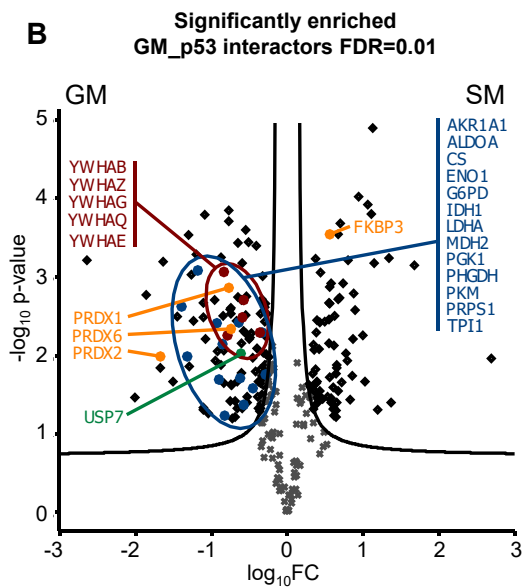 B
Significantly enriched
GM_p53 interactors FDR=0.01
GM
SM
5
4
3
2
1
0
-log10 p-value
YWHAB
YWHAZ
YWHAG
YWHAQ
YWHAE
PRDX1
PRDX6
PRDX2
USP7
FKBP3
AKR1A1
ALDOA
CS
ENO1
G6PD
IDH1
LDHA
MDH2
PGK1
PHGDH
PKM
PRPS1
TPI1
-3 -2 -1 0 1 2 3
log10FC